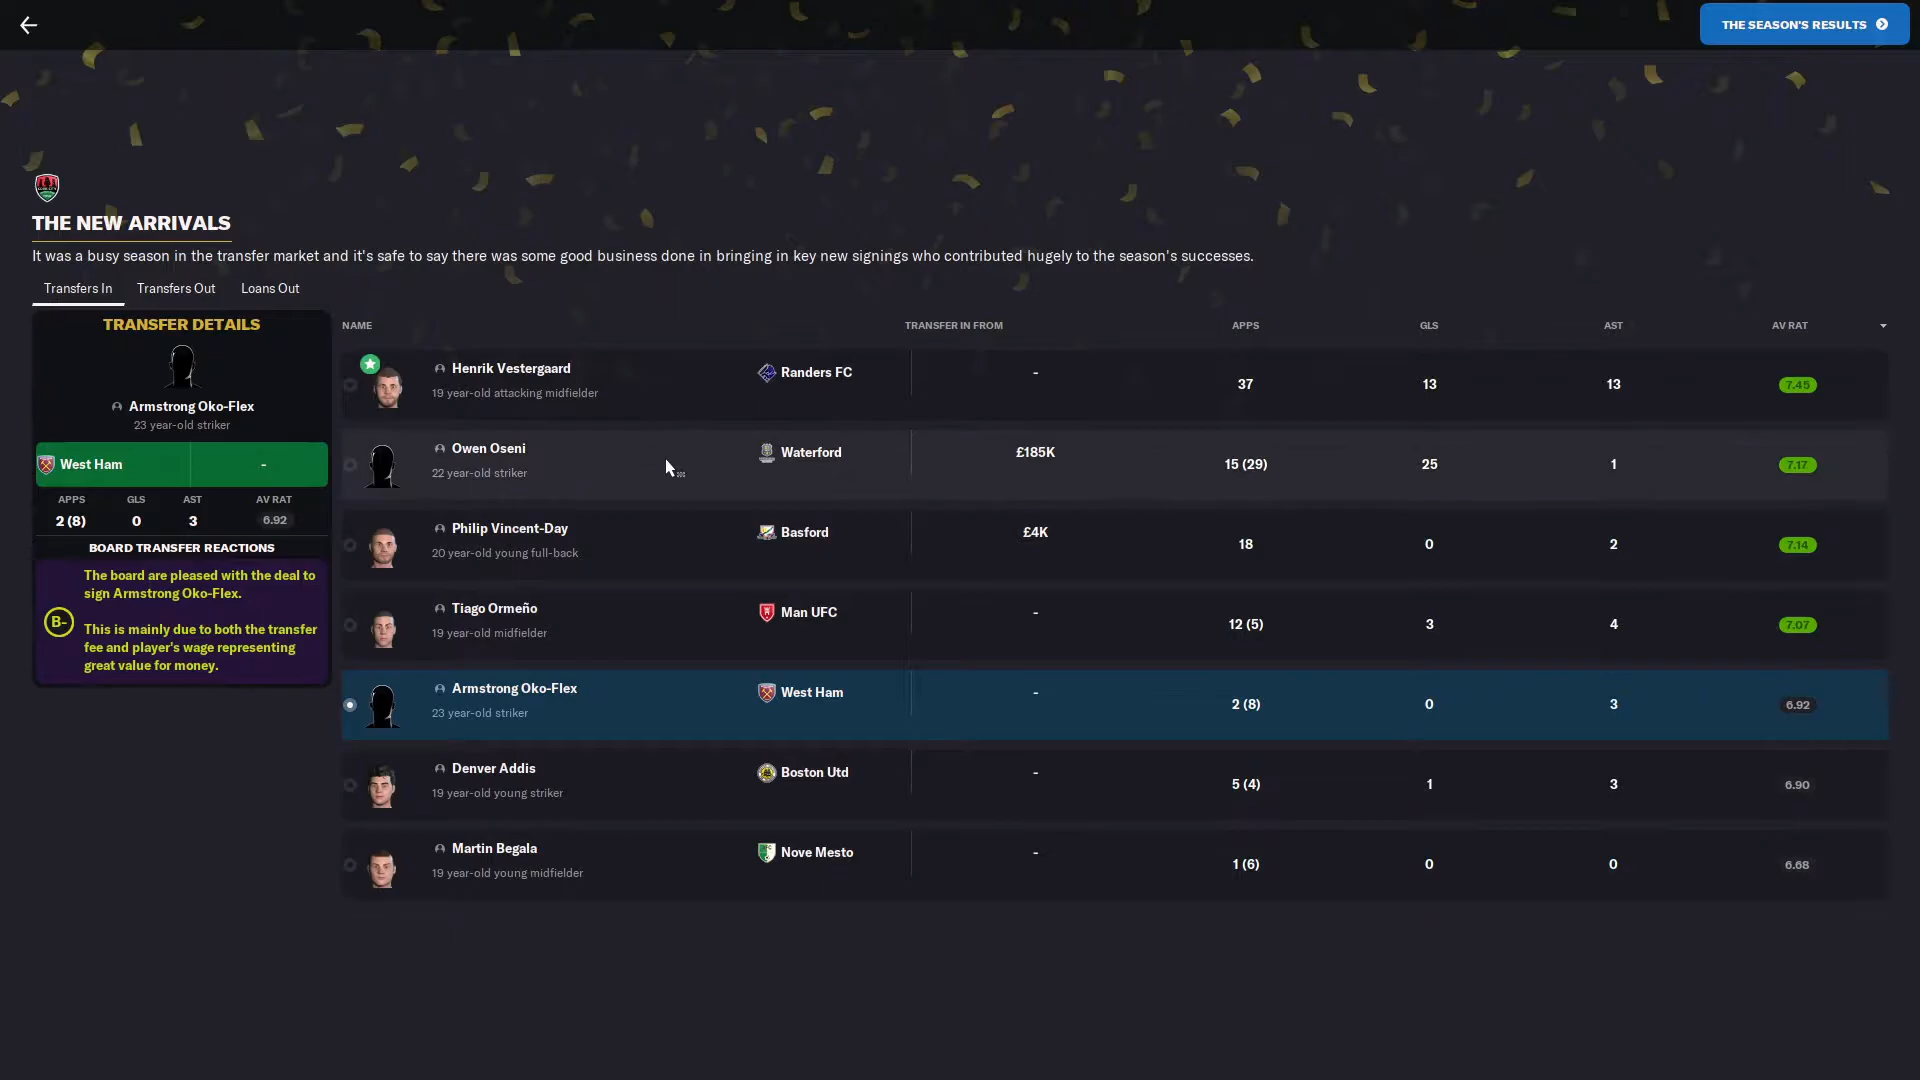 THE SEASON'S RESULTS
THE NEW ARRIVALS
It was a busy season in the transfer market and it's safe to say there was some good business done in bringing in key new signings who contributed hugely to the season's successes.
Transfers In Transfers Out Loans Out
TRANSFER DETAILS
Armstrong Oko-Flex
23 year-old striker
West Ham -
APPS GLS AST AV RAT
2 (8) 0 3 6.92
BOARD TRANSFER REACTIONS
B-
The board are pleased with the deal to
sign Armstrong Oko-Flex.
This is mainly due to both the transfer
fee and player's wage representing
great value for money.
NAME TRANSFER IN FROM APPS GLS AST AV RAT
Henrik Vestergaard Randers FC - 37 13 13 7.45
19 year-old attacking midfielder
Owen Oseni Waterford £185K 15 (29) 25 1 7.17
22 year-old striker
Philip Vincent-Day Basford £4K 18 0 2 7.14
20 year-old young full-back
Tiago Ormeño Man UFC - 12 (5) 3 4 7.07
19 year-old midfielder
Armstrong Oko-Flex West Ham - 2 (8) 0 3 6.92
23 year-old striker
Denver Addis Boston Utd - 5 (4) 1 3 6.90
19 year-old young striker
Martin Begala Nove Mesto - 1 (6) 0 0 6.68
19 year-old young midfielder